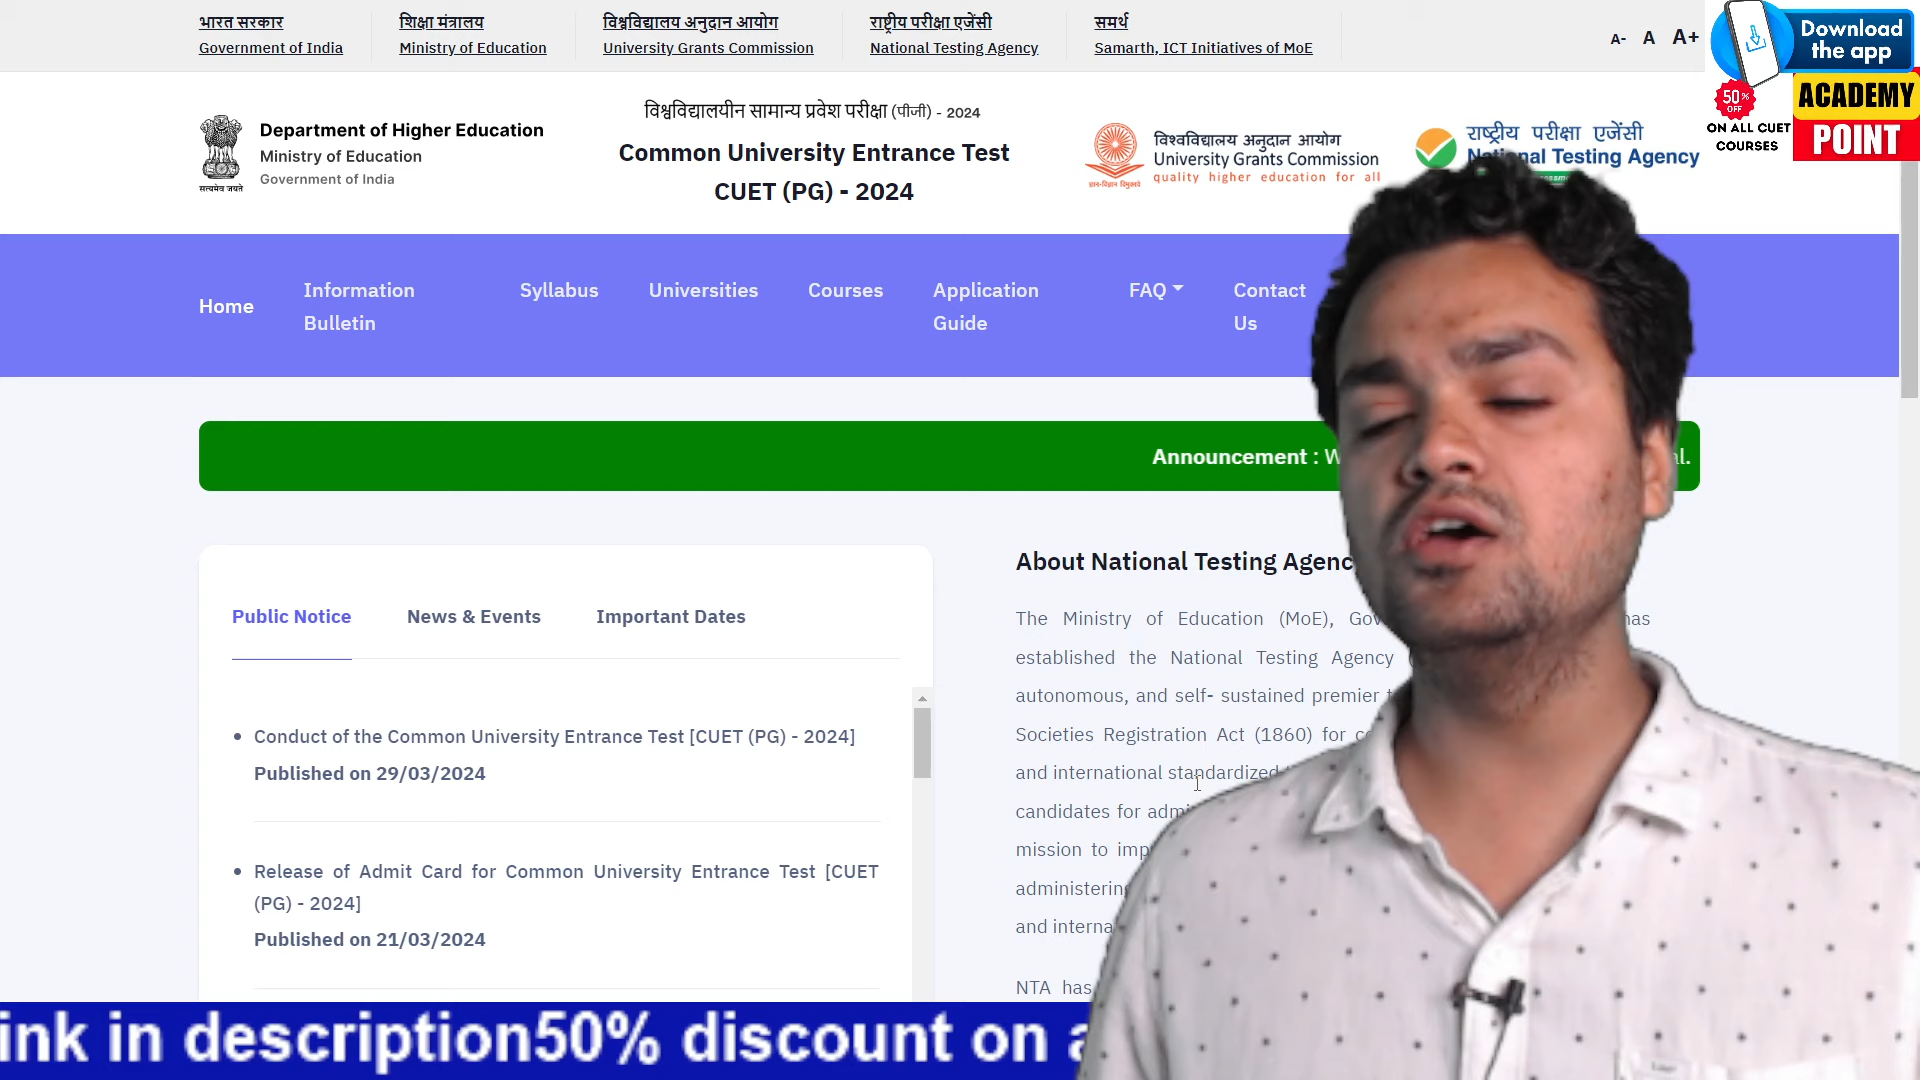 भारत सरकार
Government of India
शिक्षा मंत्रालय
Ministry of Education
विश्वविद्यालय अनुदान आयोग
University Grants Commission
राष्ट्रीय परीक्षा एजेंसी
National Testing Agency
समर्थ
Samarth, ICT Initiatives of MoE
A- A A+
Download
the app
50%
OFF
ON ALL CUET
COURSES
ACADEMY
POINT
सत्यमेव जयते
Department of Higher Education
Ministry of Education
Government of India
विश्वविद्यालयीन सामान्य प्रवेश परीक्षा (पीजी) - 2024
Common University Entrance Test
CUET (PG) - 2024
ज्ञान-विज्ञान विमुक्तये
विश्वविद्यालय अनुदान आयोग
University Grants Commission
quality higher education for all
राष्ट्रीय परीक्षा एजेंसी
Testing Agency
Home
Information
Bulletin
Syllabus
Universities
Courses
Application
Guide
FAQ
Contact
Us
Announcement : W
al.
Public Notice
News & Events
Important Dates
Conduct of the Common University Entrance Test [CUET (PG) - 2024]
Published on 29/03/2024
Release of Admit Card for Common University Entrance Test [CUET
(PG) - 2024]
Published on 21/03/2024
About National Testing Agenc
The Ministry of Education (MoE), Gov has
established the National Testing Agency (
autonomous, and self- sustained premier t
Societies Registration Act (1860) for c
and international standardized
candidates for adm
mission to imp
administering
and interna
NTA has
ink in description50% discount on a